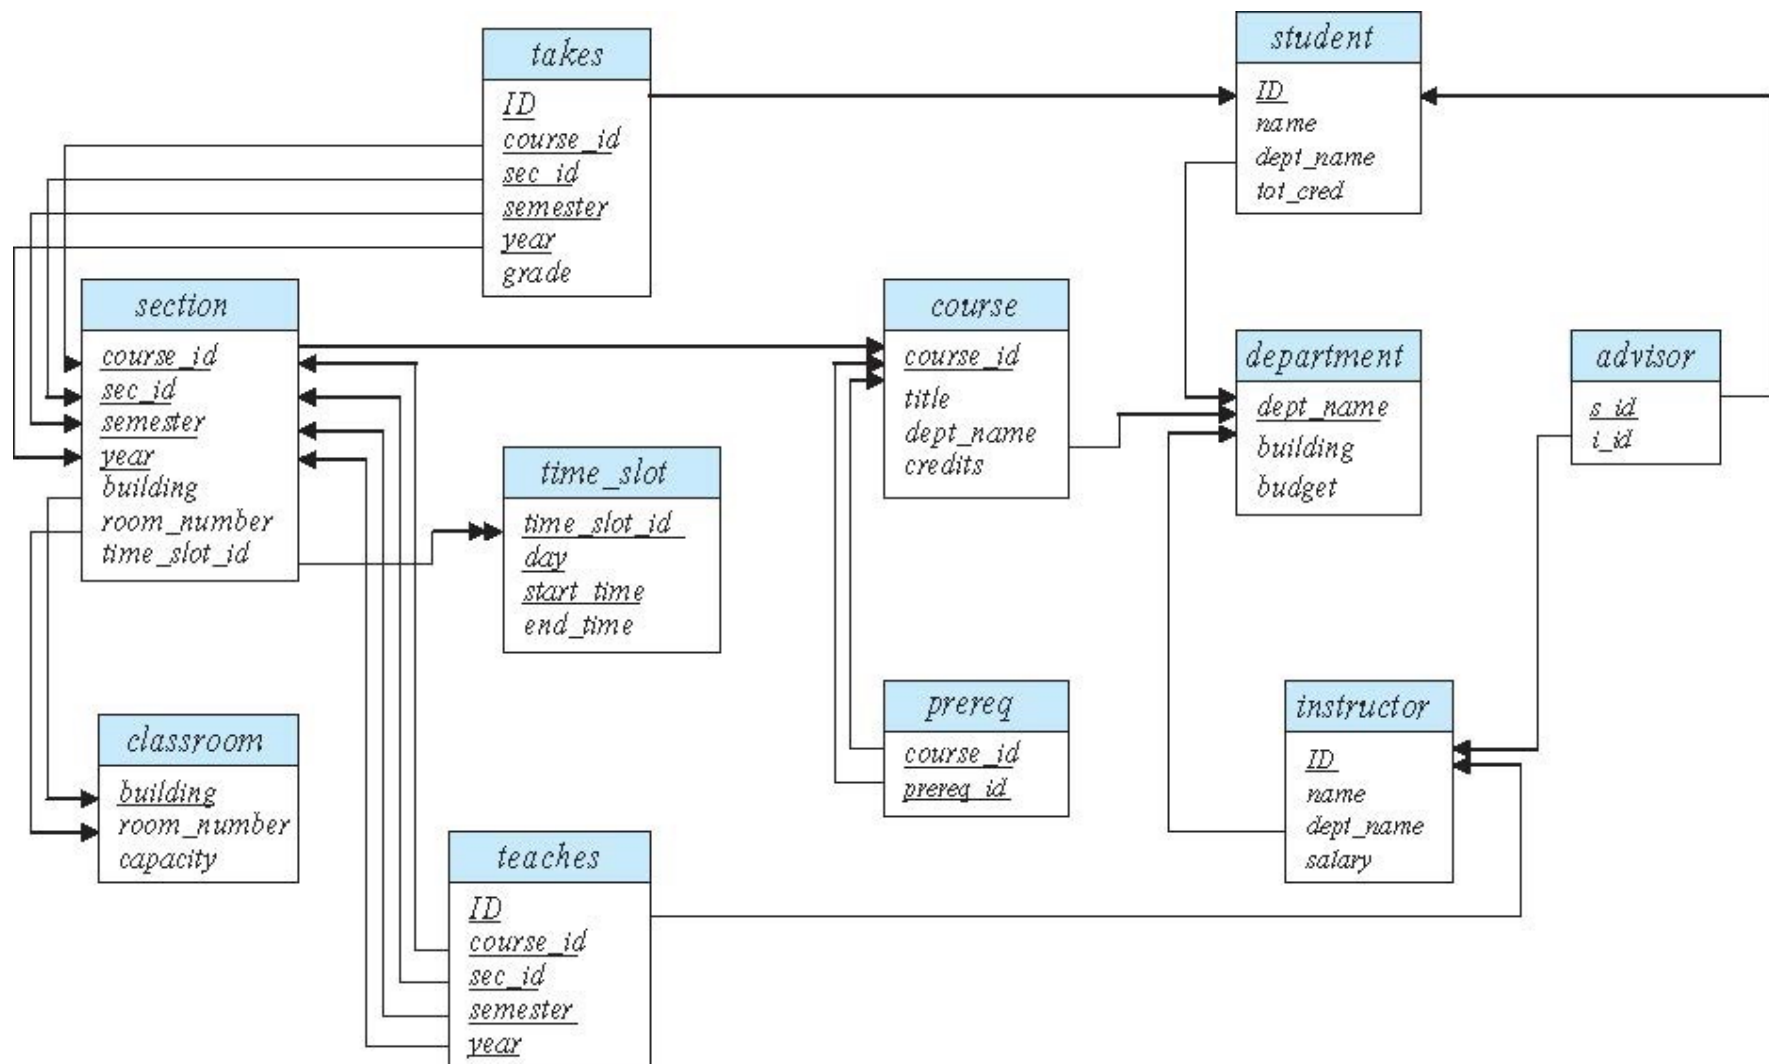 takes
ID
course_id
sec_id
semester
year
grade
student
ID
name
dept_name
tot_cred
section
course_id
sec_id
semester
year
building
room_number
time_slot_id
course
course_id
title
dept_name
credits
department
dept_name
building
budget
advisor
s_id
i_id
time_slot
time_slot_id
day
start_time
end_time
prereq
course_id
prereq_id
instructor
ID
name
dept_name
salary
classroom
building
room_number
capacity
teaches
ID
course_id
sec_id
semester
year